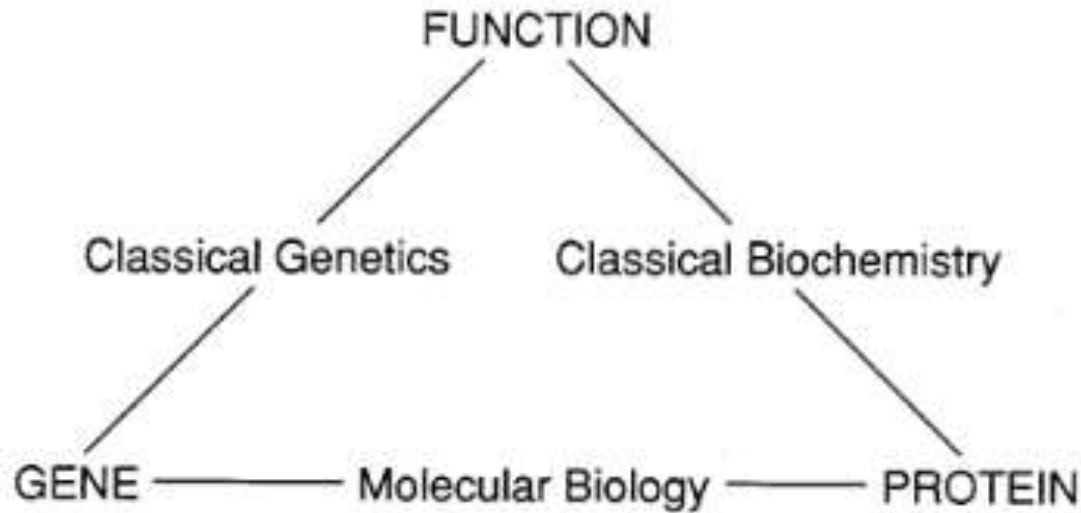 FUNCTION
Classical Genetics
Classical Biochemistry
GENE
Molecular Biology
PROTEIN